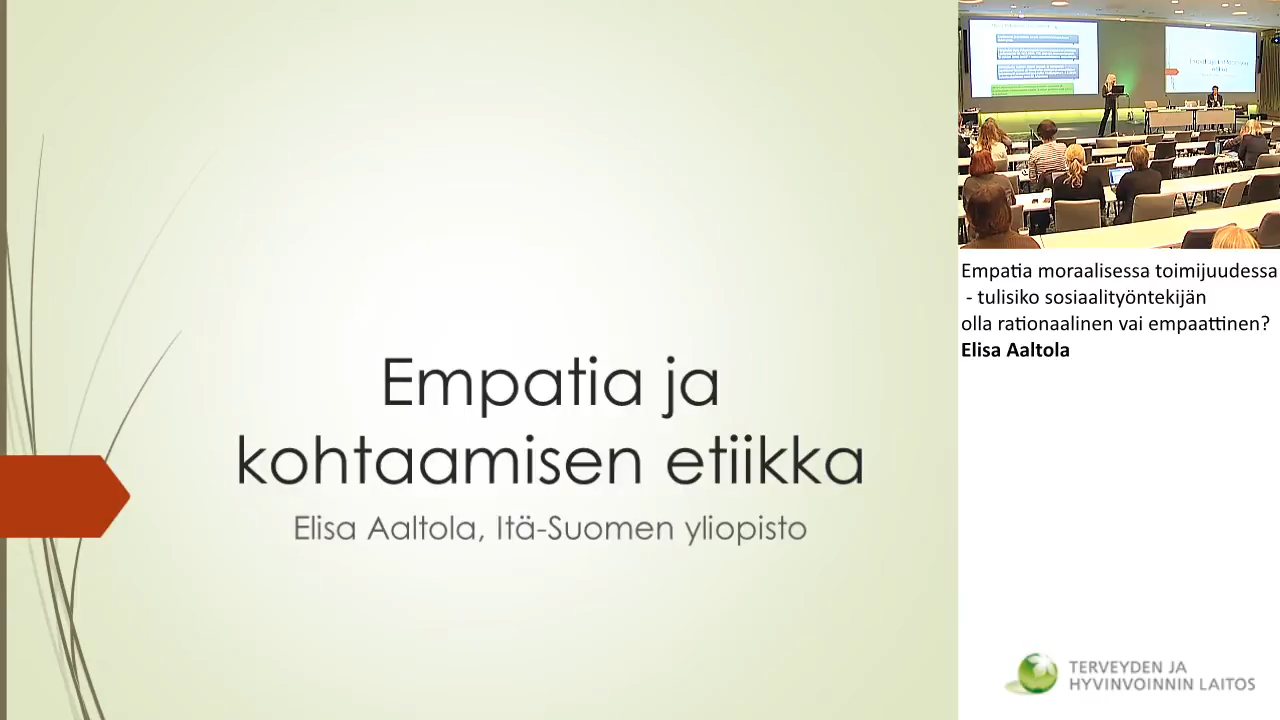 Empatia ja
kohtaamisen etiikka
Elisa Aaltola, Itä-Suomen yliopisto
Empatia moraalisessa toimijuudessa
- tulisiko sosiaalityöntekijän
olla rationaalinen vai empaattinen?
Elisa Aaltola
TERVEYDEN JA
HYVINVOINNIN LAITOS